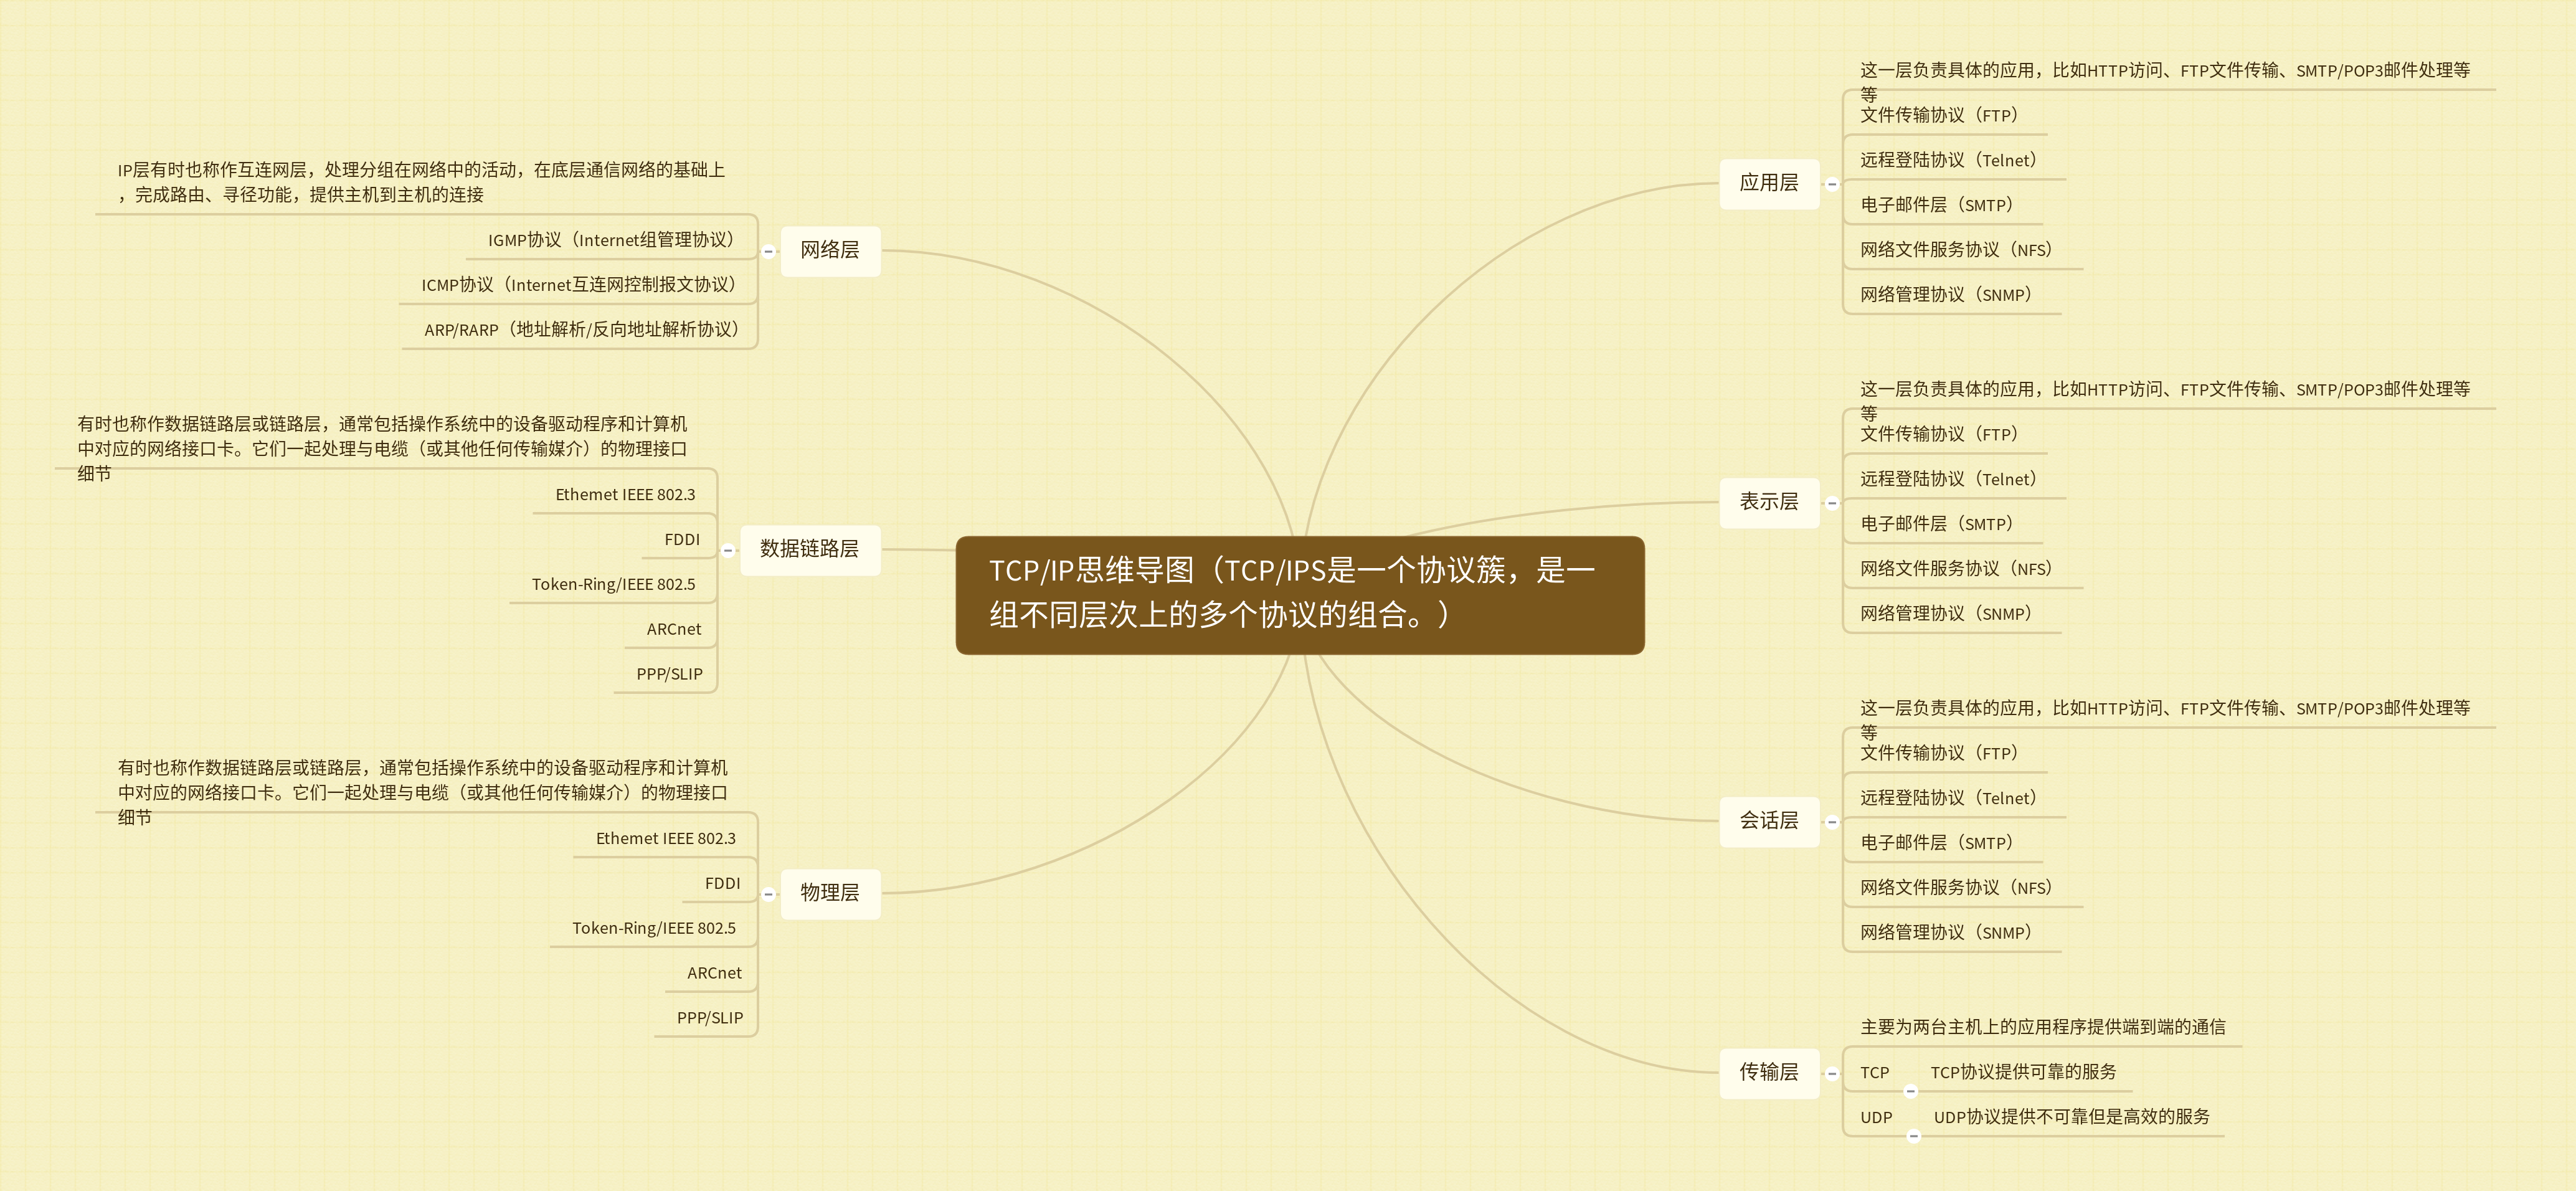 TCP/IP思维导图（TCP/IPS是一个协议簇，是一
组不同层次上的多个协议的组合。）
应用层
这一层负责具体的应用，比如HTTP访问、FTP文件传输、SMTP/POP3邮件处理等
等
文件传输协议（FTP）
远程登陆协议（Telnet）
电子邮件层（SMTP）
网络文件服务协议（NFS）
网络管理协议（SNMP）
表示层
这一层负责具体的应用，比如HTTP访问、FTP文件传输、SMTP/POP3邮件处理等
等
文件传输协议（FTP）
远程登陆协议（Telnet）
电子邮件层（SMTP）
网络文件服务协议（NFS）
网络管理协议（SNMP）
会话层
这一层负责具体的应用，比如HTTP访问、FTP文件传输、SMTP/POP3邮件处理等
等
文件传输协议（FTP）
远程登陆协议（Telnet）
电子邮件层（SMTP）
网络文件服务协议（NFS）
网络管理协议（SNMP）
传输层
主要为两台主机上的应用程序提供端到端的通信
TCP
TCP协议提供可靠的服务
UDP
UDP协议提供不可靠但是高效的服务
网络层
IP层有时也称作互连网层，处理分组在网络中的活动，在底层通信网络的基础上
，完成路由、寻径功能，提供主机到主机的连接
IGMP协议（Internet组管理协议）
ICMP协议（Internet互连网控制报文协议）
ARP/RARP（地址解析/反向地址解析协议）
数据链路层
有时也称作数据链路层或链路层，通常包括操作系统中的设备驱动程序和计算机
中对应的网络接口卡。它们一起处理与电缆（或其他任何传输媒介）的物理接口
细节
Ethemet IEEE 802.3
FDDI
Token-Ring/IEEE 802.5
ARCnet
PPP/SLIP
物理层
有时也称作数据链路层或链路层，通常包括操作系统中的设备驱动程序和计算机
中对应的网络接口卡。它们一起处理与电缆（或其他任何传输媒介）的物理接口
细节
Ethemet IEEE 802.3
FDDI
Token-Ring/IEEE 802.5
ARCnet
PPP/SLIP